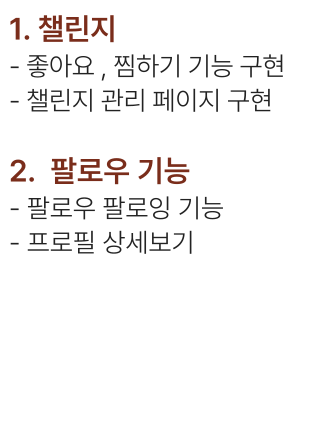 1. 챌린지
- 좋아요 , 찜하기 기능 구현
- 챌린지 관리 페이지 구현
2. 팔로우 기능
- 팔로우 팔로잉 기능
- 프로필 상세보기